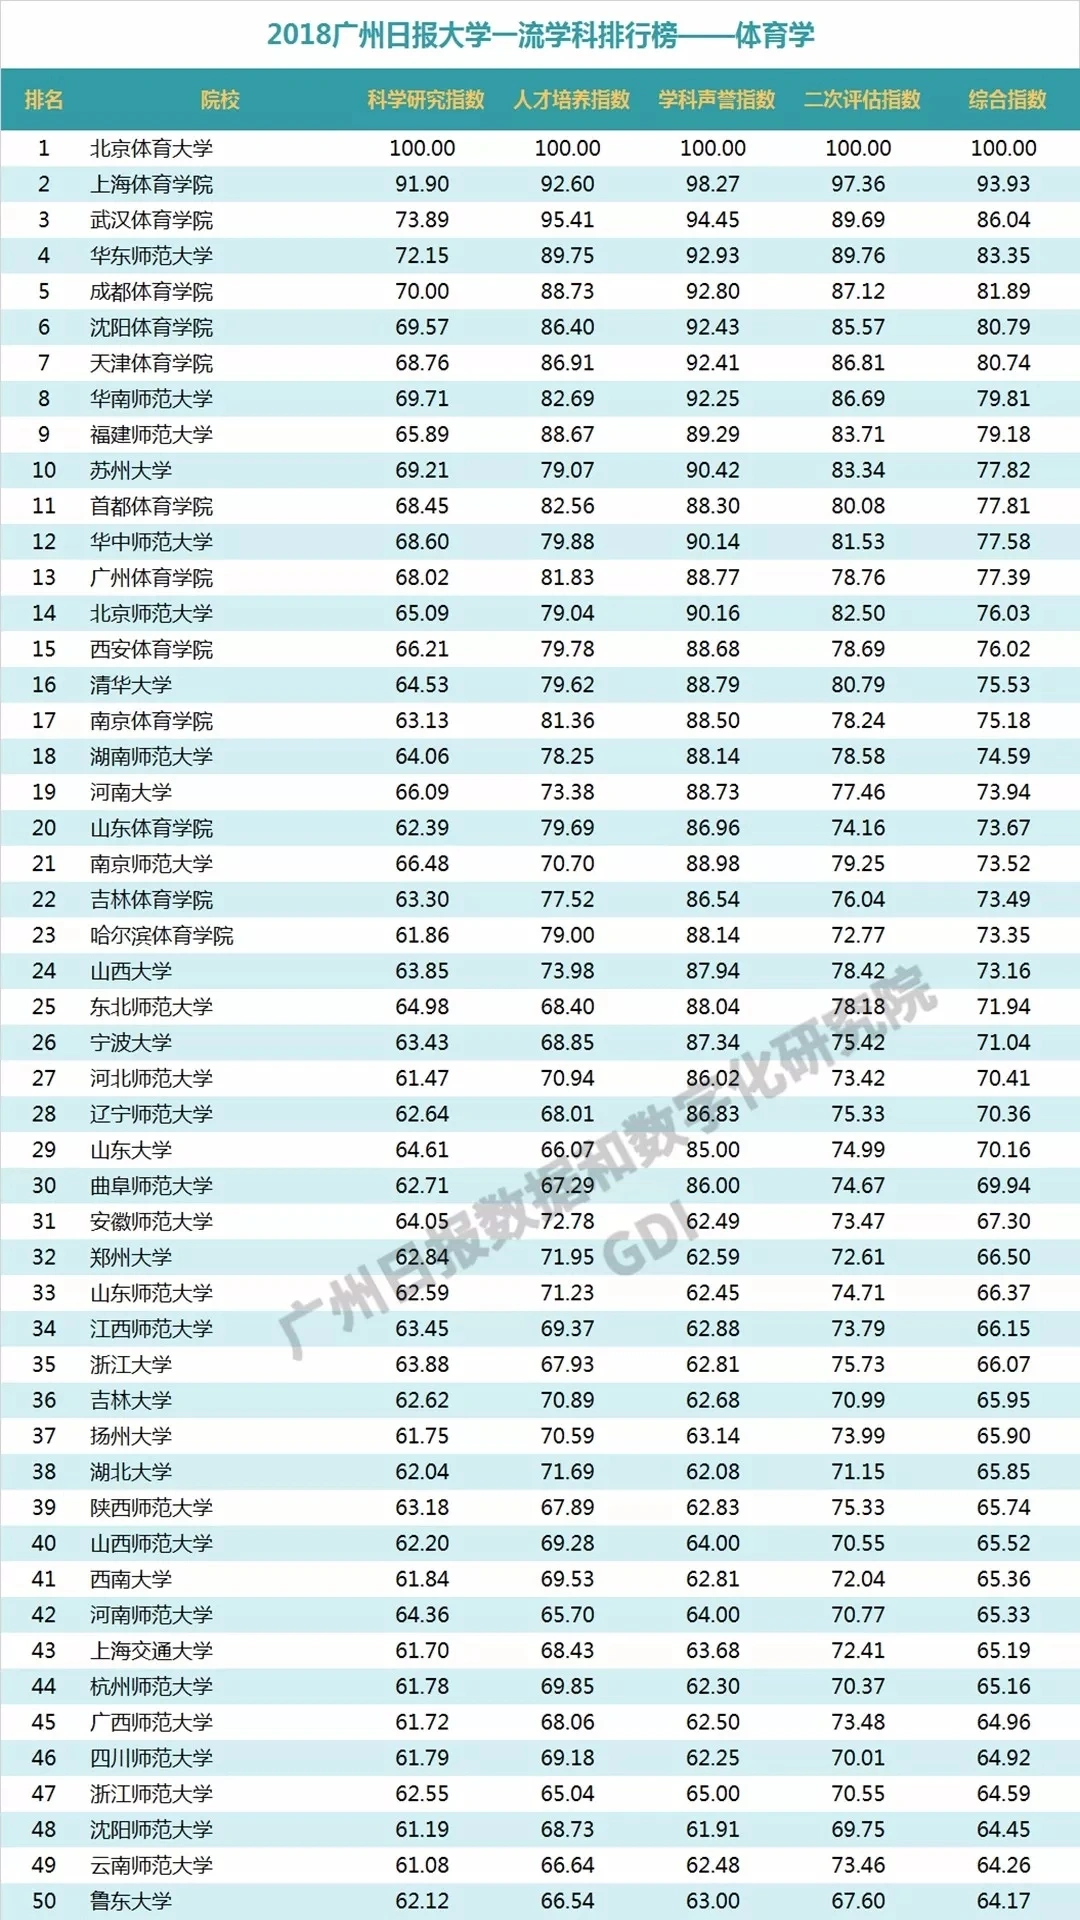 2018广州日报大学一流学科排行榜——体育学
排名 院校 科学研究指数 人才培养指数 学科声誉指数 二次评估指数 综合指数
1 北京体育大学 100.00 100.00 100.00 100.00 100.00
2 上海体育学院 91.90 92.60 98.27 97.36 93.93
3 武汉体育学院 73.89 95.41 94.45 89.69 86.04
4 华东师范大学 72.15 89.75 92.93 89.76 83.35
5 成都体育学院 70.00 88.73 92.80 87.12 81.89
6 沈阳体育学院 69.57 86.40 92.43 85.57 80.79
7 天津体育学院 68.76 86.91 92.41 86.81 80.74
8 华南师范大学 69.71 82.69 92.25 86.69 79.81
9 福建师范大学 65.89 88.67 89.29 83.71 79.18
10 苏州大学 69.21 79.07 90.42 83.34 77.82
11 首都体育学院 68.45 82.56 88.30 80.08 77.81
12 华中师范大学 68.60 79.88 90.14 81.53 77.58
13 广州体育学院 68.02 81.83 88.77 78.76 77.39
14 北京师范大学 65.09 79.04 90.16 82.50 76.03
15 西安体育学院 66.21 79.78 88.68 78.69 76.02
16 清华大学 64.53 79.62 88.79 80.79 75.53
17 南京体育学院 63.13 81.36 88.50 78.24 75.18
18 湖南师范大学 64.06 78.25 88.14 78.58 74.59
19 河南大学 66.09 73.38 88.73 77.46 73.94
20 山东体育学院 62.39 79.69 86.96 74.16 73.67
21 南京师范大学 66.48 70.70 88.98 79.25 73.52
22 吉林体育学院 63.30 77.52 86.54 76.04 73.49
23 哈尔滨体育学院 61.86 79.00 88.14 72.77 73.35
24 山西大学 63.85 73.98 87.94 78.42 73.16
25 东北师范大学 64.98 68.40 88.04 78.18 71.94
26 宁波大学 63.43 68.85 87.34 75.42 71.04
27 河北师范大学 61.47 70.94 86.02 73.42 70.41
28 辽宁师范大学 62.64 68.01 86.83 75.33 70.36
29 山东大学 64.61 66.07 85.00 74.99 70.16
30 曲阜师范大学 62.71 67.29 86.00 74.67 69.94
31 安徽师范大学 64.05 72.78 62.49 73.47 67.30
32 郑州大学 62.84 71.95 62.59 72.61 66.50
33 山东师范大学 62.59 71.23 62.45 74.71 66.37
34 江西师范大学 63.45 69.37 62.88 73.79 66.15
35 浙江大学 63.88 67.93 62.81 75.73 66.07
36 吉林大学 62.62 70.89 62.68 70.99 65.95
37 扬州大学 61.75 70.59 63.14 73.99 65.90
38 湖北大学 62.04 71.69 62.08 71.15 65.85
39 陕西师范大学 63.18 67.89 62.83 75.33 65.74
40 山西师范大学 62.20 69.28 64.00 70.55 65.52
41 西南大学 61.84 69.53 62.81 72.04 65.36
42 河南师范大学 64.36 65.70 64.00 70.77 65.33
43 上海交通大学 61.70 68.43 63.68 72.41 65.19
44 杭州师范大学 61.78 69.85 62.30 70.37 65.16
45 广西师范大学 61.72 68.06 62.50 73.48 64.96
46 四川师范大学 61.79 69.18 62.25 70.01 64.92
47 浙江师范大学 62.55 65.04 65.00 70.55 64.59
48 沈阳师范大学 61.19 68.73 61.91 69.75 64.45
49 云南师范大学 61.08 66.64 62.48 73.46 64.26
50 鲁东大学 62.12 66.54 63.00 67.60 64.17
广州日报数据和数字化研究院
GDI